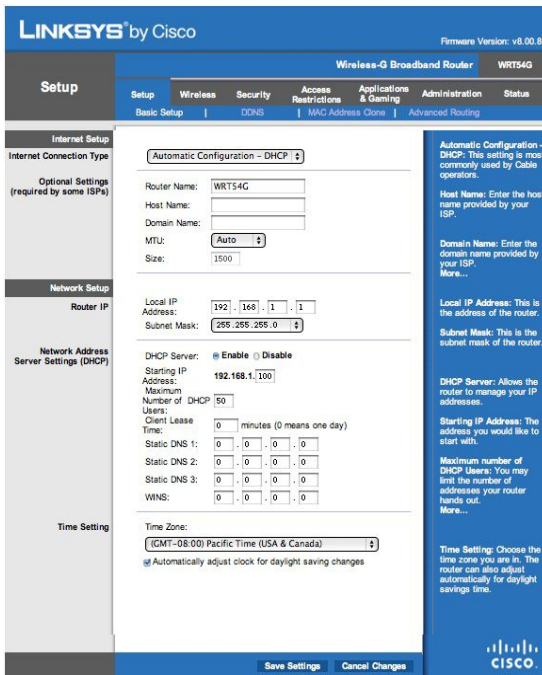 LINKSYS® by Cisco
Firmware Version: v8.00.8
Wireless-G Broadband Router WRT54G
Setup
Setup Wireless Security Access Restrictions Applications & Gaming Administration Status
Basic Setup | DDNS | MAC Address Clone | Advanced Routing
Internet Setup
Internet Connection Type
Automatic Configuration - DHCP
Optional Settings
(required by some ISPs)
Router Name: WRT54G
Host Name:
Domain Name:
MTU: Auto
Size: 1500
Network Setup
Router IP
Local IP
Address: 192 . 168 . 1 . 1
Subnet Mask: 255.255.255.0
Network Address
Server Settings (DHCP)
DHCP Server: Enable Disable
Starting IP
Address: 192.168.1. 100
Maximum
Number of DHCP 50
Users:
Client Lease
Time: 0 minutes (0 means one day)
Static DNS 1: 0 . 0 . 0 . 0
Static DNS 2: 0 . 0 . 0 . 0
Static DNS 3: 0 . 0 . 0 . 0
WINS: 0 . 0 . 0 . 0
Time Setting
Time Zone:
(GMT-08:00) Pacific Time (USA & Canada)
Automatically adjust clock for daylight saving changes
Automatic
Configuration -
DHCP: This setting is most
commonly used by Cable
operators.
Host Name: Enter the host
name provided by your
ISP.
Domain Name: Enter the
domain name provided by
your ISP.
More...
Local IP Address: This is
the address of the router.
Subnet Mask: This is the
subnet mask of the router.
DHCP Server: Allows the
router to manage your IP
addresses.
Starting IP Address: The
address you would like to
start with.
Maximum number of
DHCP Users: You may
limit the number of
addresses your router
hands out.
More...
Time Setting: Choose the
time zone you are in. The
router can also adjust
automatically for daylight
savings time.
Save Settings Cancel Changes
CISCO.